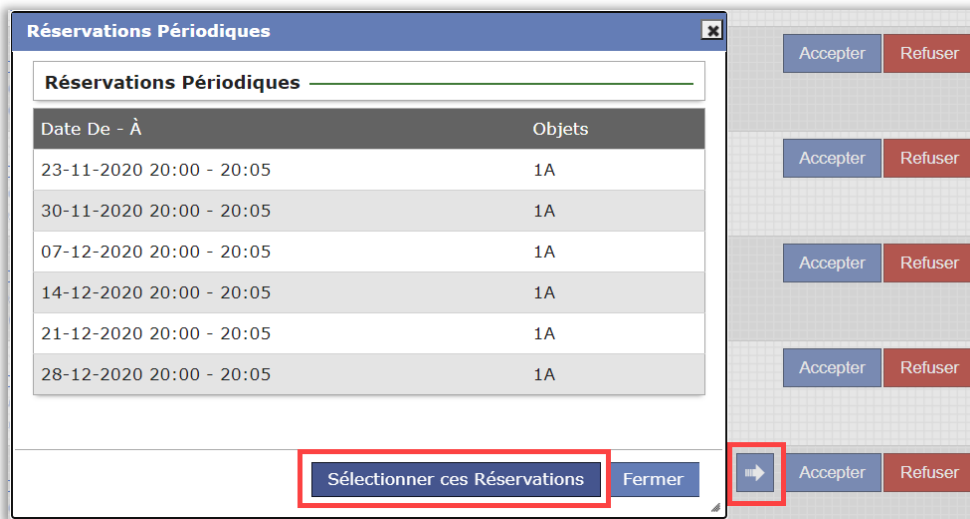 Réservations Périodiques
Réservations Périodiques
Date De - À Objets
23-11-2020 20:00 - 20:05 1A
30-11-2020 20:00 - 20:05 1A
07-12-2020 20:00 - 20:05 1A
14-12-2020 20:00 - 20:05 1A
21-12-2020 20:00 - 20:05 1A
28-12-2020 20:00 - 20:05 1A
Sélectionner ces Réservations Fermer
Accepter Refuser
Accepter Refuser
Accepter Refuser
Accepter Refuser
Accepter Refuser